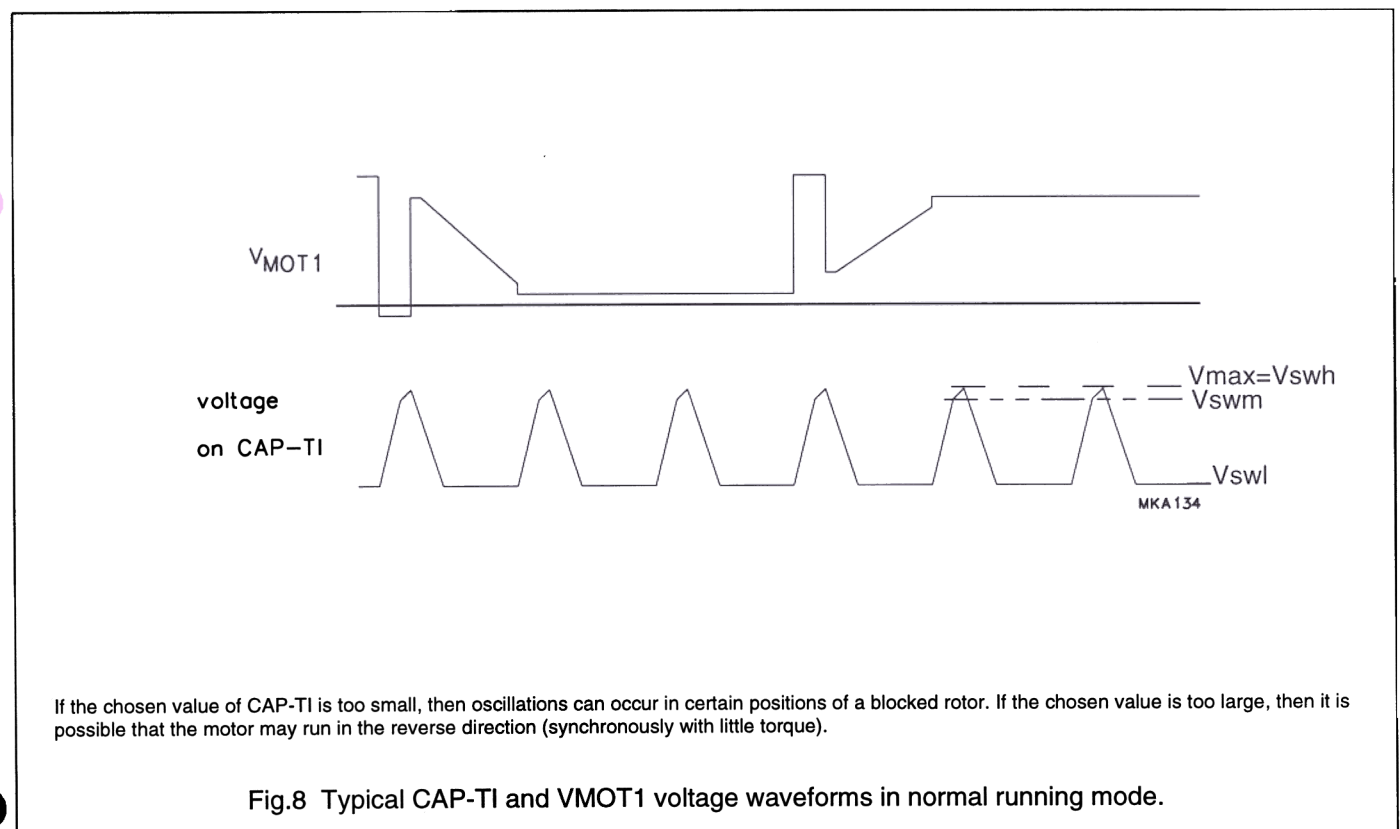 VMOT1
voltage
on CAP-TI
Vmax=Vswh
Vswm
Vswl
MKA134
If the chosen value of CAP-TI is too small, then oscillations can occur in certain positions of a blocked rotor. If the chosen value is too large, then it is
possible that the motor may run in the reverse direction (synchronously with little torque).
Fig.8 Typical CAP-TI and VMOT1 voltage waveforms in normal running mode.